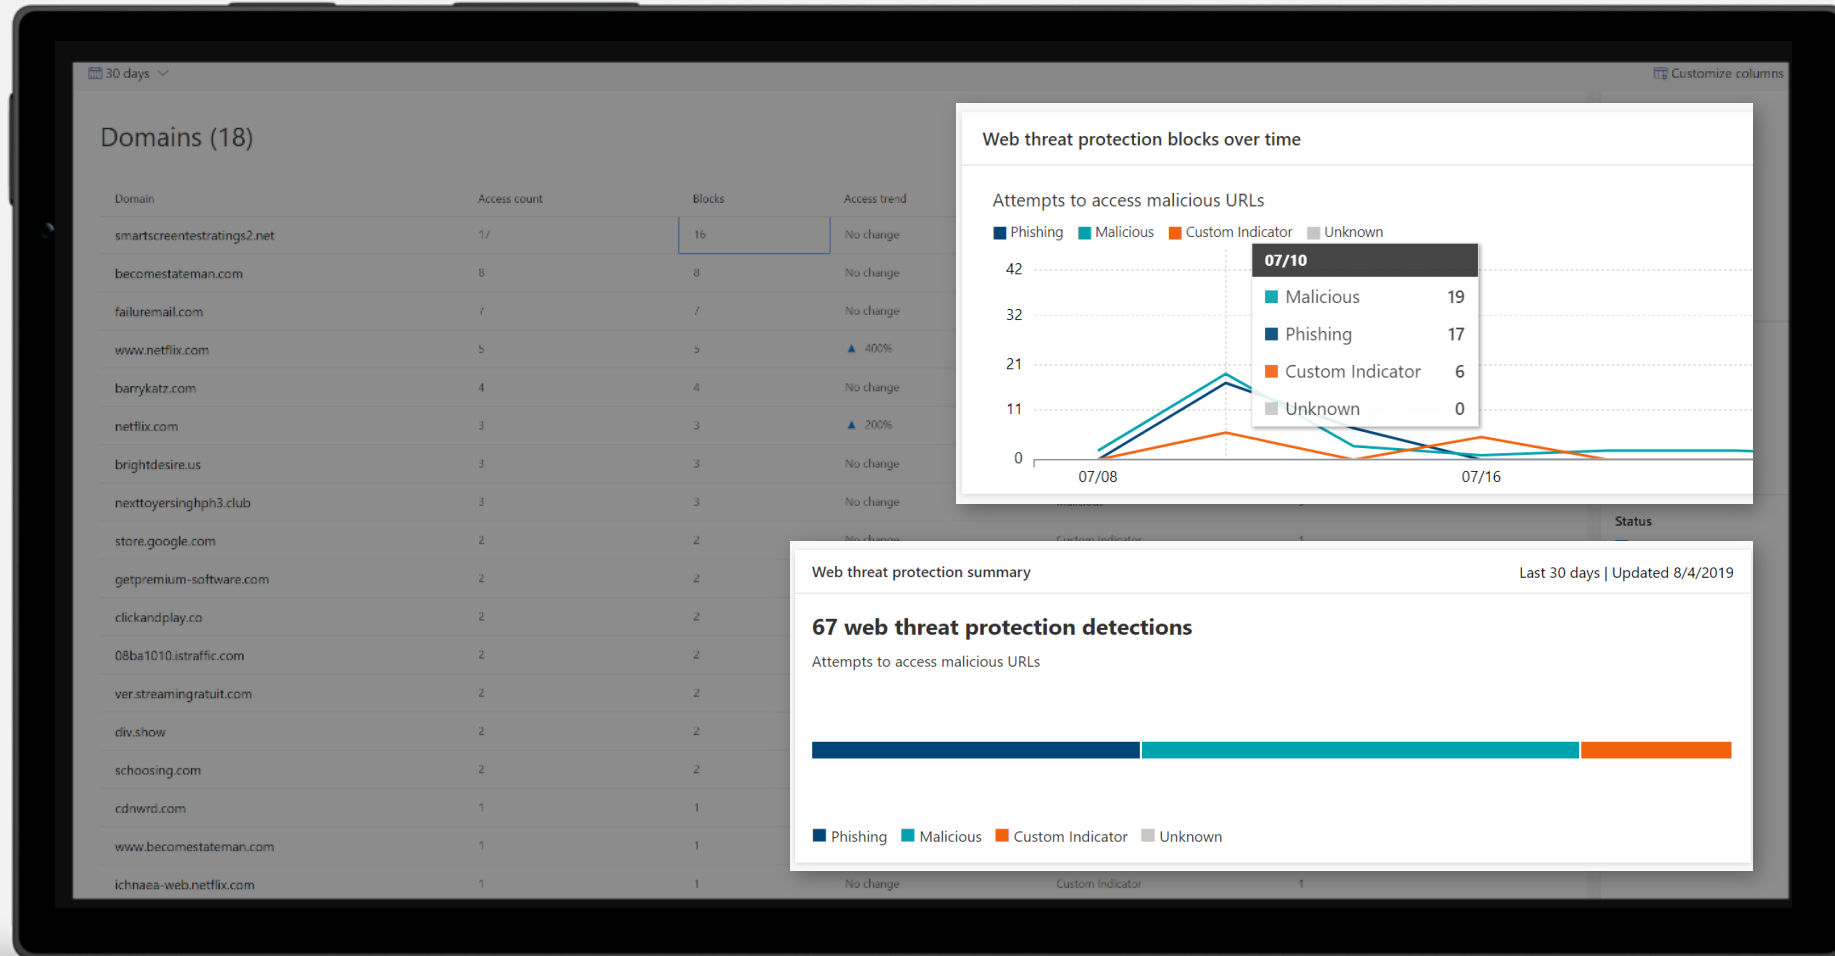 30 days
Customize columns
Domains (18)
Domain Access count Blocks Access trend
smartscreentestratings2.net 17 16 No change
becomestateman.com 8 8 No change
failuremail.com 7 7 No change
www.netflix.com 5 5 ▲ 400%
barrykatz.com 4 4 No change
netflix.com 3 3 ▲ 200%
brightdesire.us 3 3 No change
nexttoyersinghph3.club 3 3 No change
store.google.com 2 2 No change Custom Indicator 1
getpremium-software.com 2 2
clickandplay.co 2 2
08ba1010.istraffic.com 2 2
ver.streamingratuit.com 2 2
div.show 2 2
schoosing.com 2 2
cdnwrd.com 1 1
www.becomestateman.com 1 1
ichnaea-web.netflix.com 1 1 No change Custom Indicator 1
Web threat protection blocks over time
Attempts to access malicious URLs
Phishing Malicious Custom Indicator Unknown
42
32
21
11
0
07/08 07/16
07/10
Malicious 19
Phishing 17
Custom Indicator 6
Unknown 0
Status
Web threat protection summary Last 30 days | Updated 8/4/2019
67 web threat protection detections
Attempts to access malicious URLs
Phishing Malicious Custom Indicator Unknown